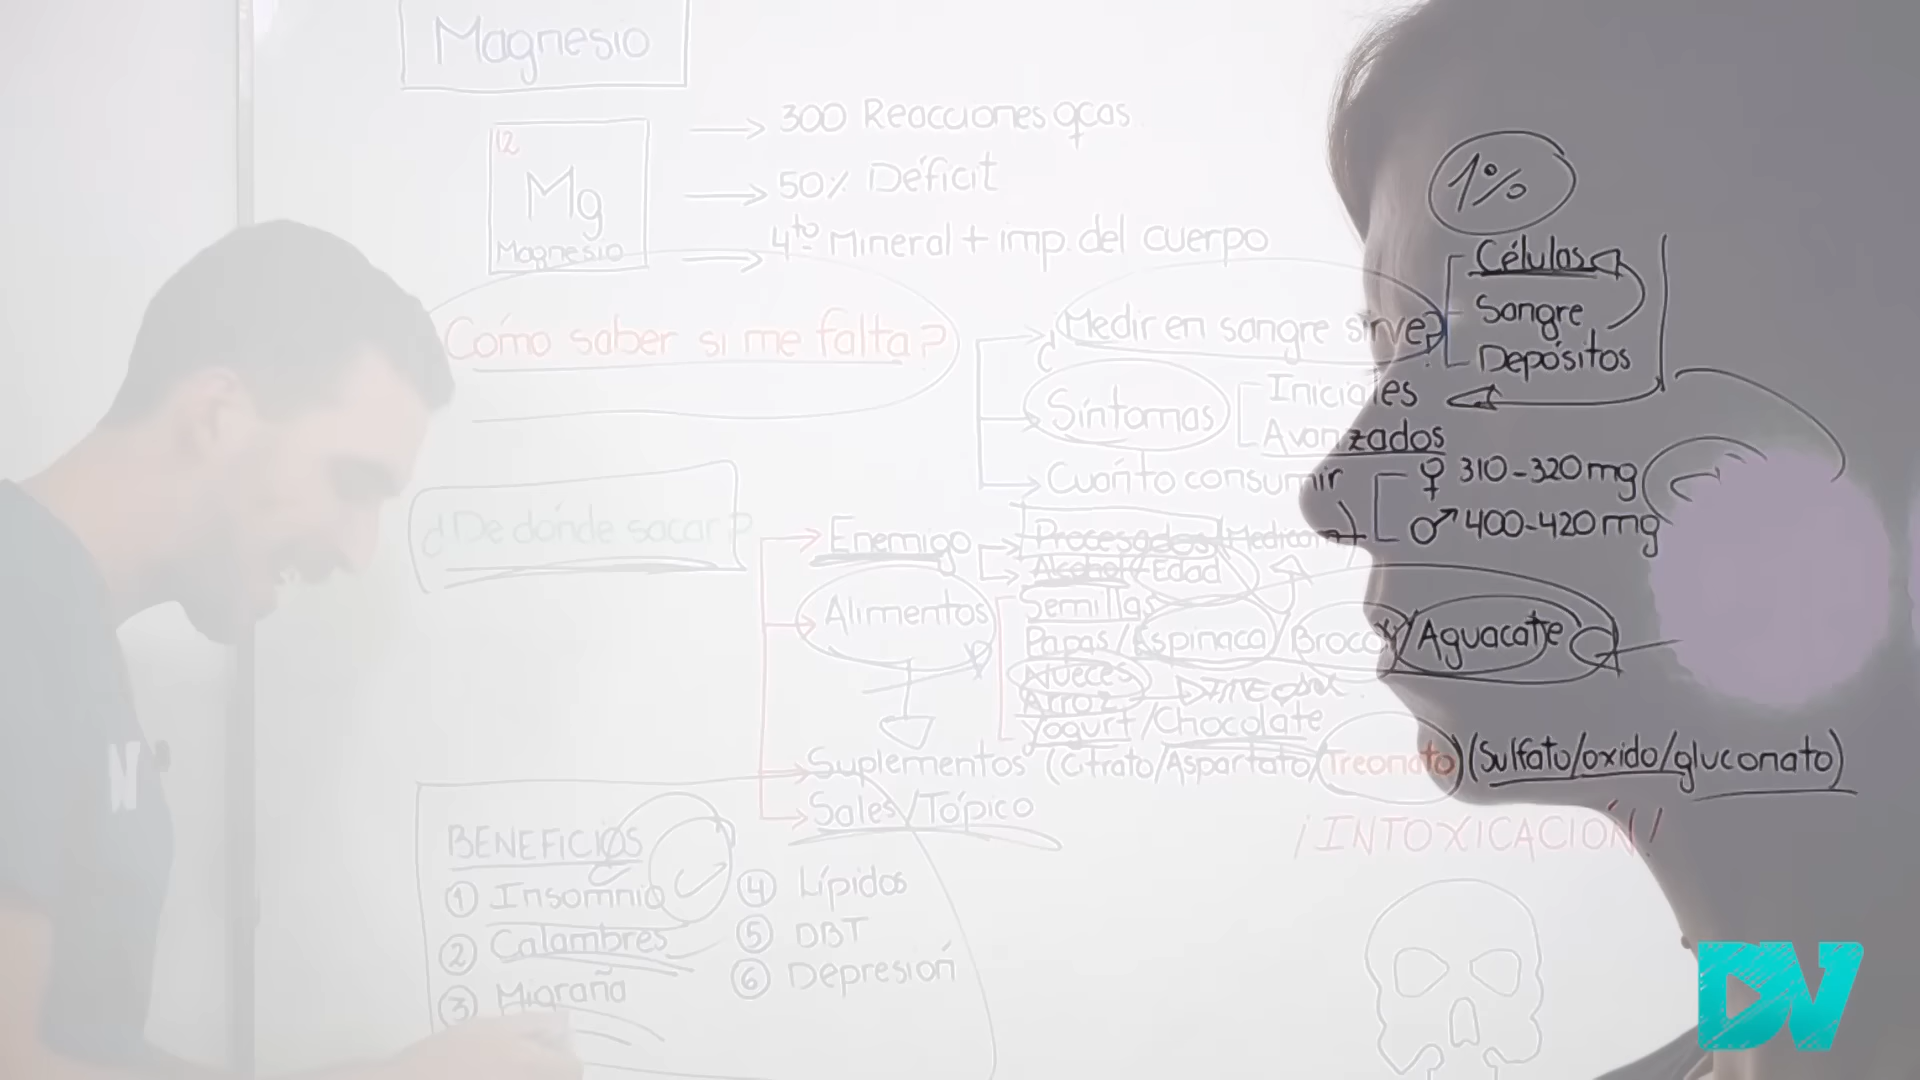 Magnesio
12
Mg
Magnesio
300 Reacciones qcas
50% Déficit
4to Mineral + imp. del cuerpo
1%
Células
Sangre
Depósitos
Cómo saber si me falta?
¿Medir en sangre sirve?
Síntomas
Iniciales
Avanzados
Cuánto consumir
♀ 310-320 mg
♂ 400-420 mg
¿De dónde sacar?
Enemigo
Procesados
Alcohol / Edad
Alimentos
Semillas
Papas / Espinaca / / Aguacate
Nueces
Arroz
Yogurt / Chocolate
Suplementos (Citrato/Aspartato/Treonato) (Sulfato/oxido/gluconato)
Sales / Tópico
¡INTOXICACIÓN!
BENEFICIOS
1 Insomnio
2 Calambres
3 Migraña
4 Lípidos
5 DBT
6 Depresión
DV